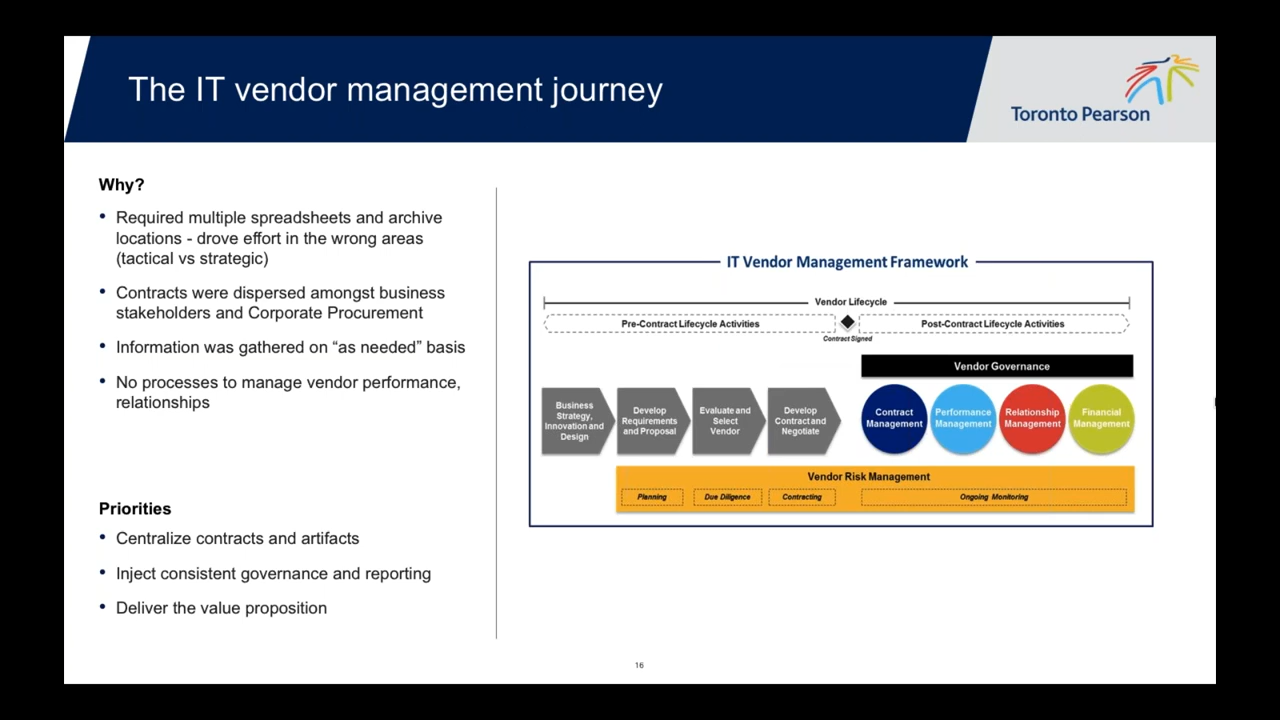 The IT vendor management journey
Toronto Pearson
Why?
• Required multiple spreadsheets and archive
locations - drove effort in the wrong areas
(tactical vs strategic)
• Contracts were dispersed amongst business
stakeholders and Corporate Procurement
• Information was gathered on “as needed” basis
• No processes to manage vendor performance,
relationships
Priorities
• Centralize contracts and artifacts
• Inject consistent governance and reporting
• Deliver the value proposition
IT Vendor Management Framework
Vendor Lifecycle
Pre-Contract Lifecycle Activities
Post-Contract Lifecycle Activities
Contract Signed
Vendor Governance
Business
Strategy,
Innovation and
Design
Develop
Requirements
and Proposal
Evaluate and
Select
Vendor
Develop
Contract and
Negotiate
Contract
Management
Performance
Management
Relationship
Management
Financial
Management
Vendor Risk Management
Planning
Due Diligence
Contracting
Ongoing Monitoring
16